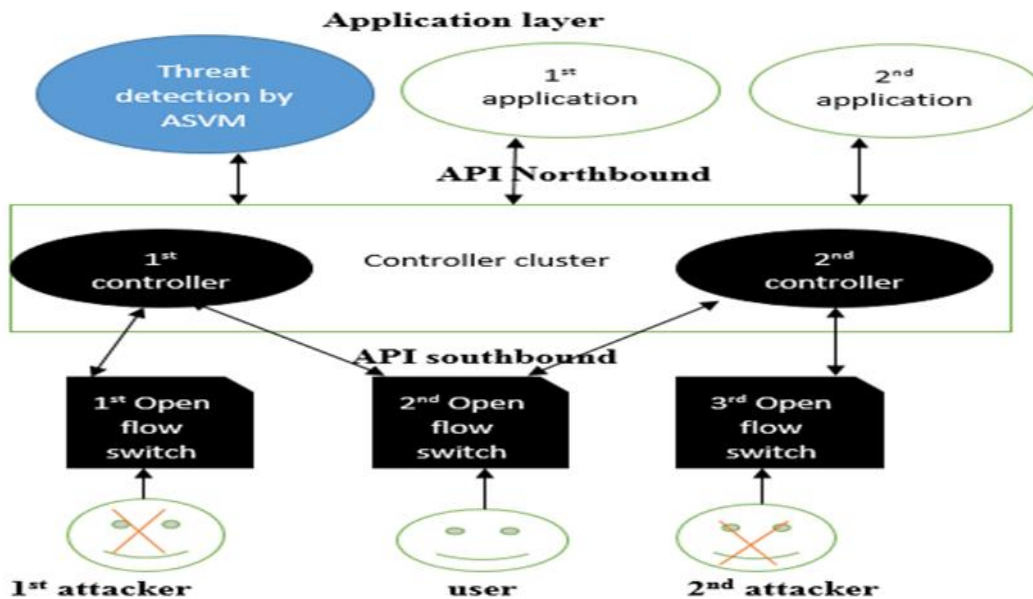 Application layer
Threat
detection by
ASVM
1st
application
2nd
application
API Northbound
1st
controller
Controller cluster
2nd
controller
API southbound
1st Open
flow
switch
2nd Open
flow
switch
3rd Open
flow
switch
1st attacker
user
2nd attacker